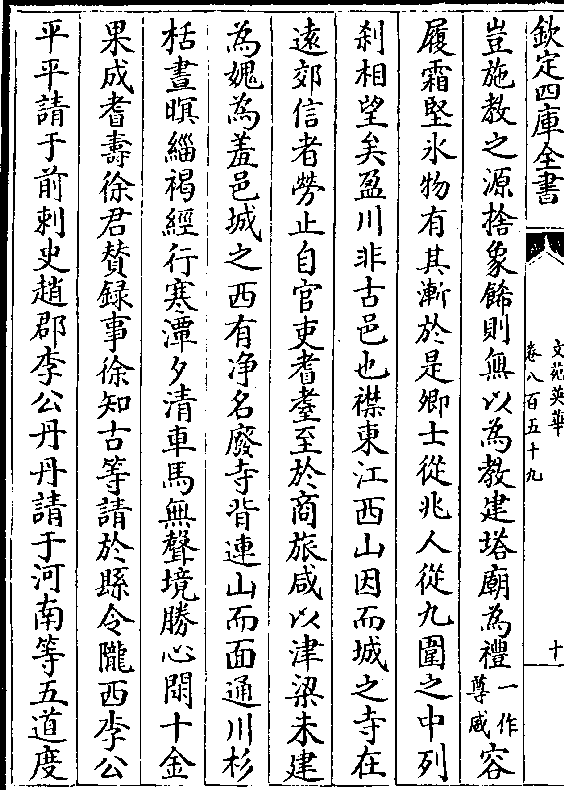 欽定四庫全書
文苑英華
卷八百五十九
十
豈施教之源捨象飾則無以為教建塔廟為禮一作尊威容
履霜堅氷物有其漸於是鄉士從兆人從九圍之中列
刹相望矣盈川非古邑也襟東江西山因而城之寺在
遠郊信者勞止自官吏耆耋至於商旅咸以津梁未建
為媿為羞邑城之西有浄名廢寺背連山而面通川杉
栝晝暝緇褐經行寒潭夕清車馬無聲境勝心閑十金
果成耆壽徐君贊録事徐知古等請於縣令隴西李公
平平請于前刺史趙郡李公丹丹請于河南等五道度